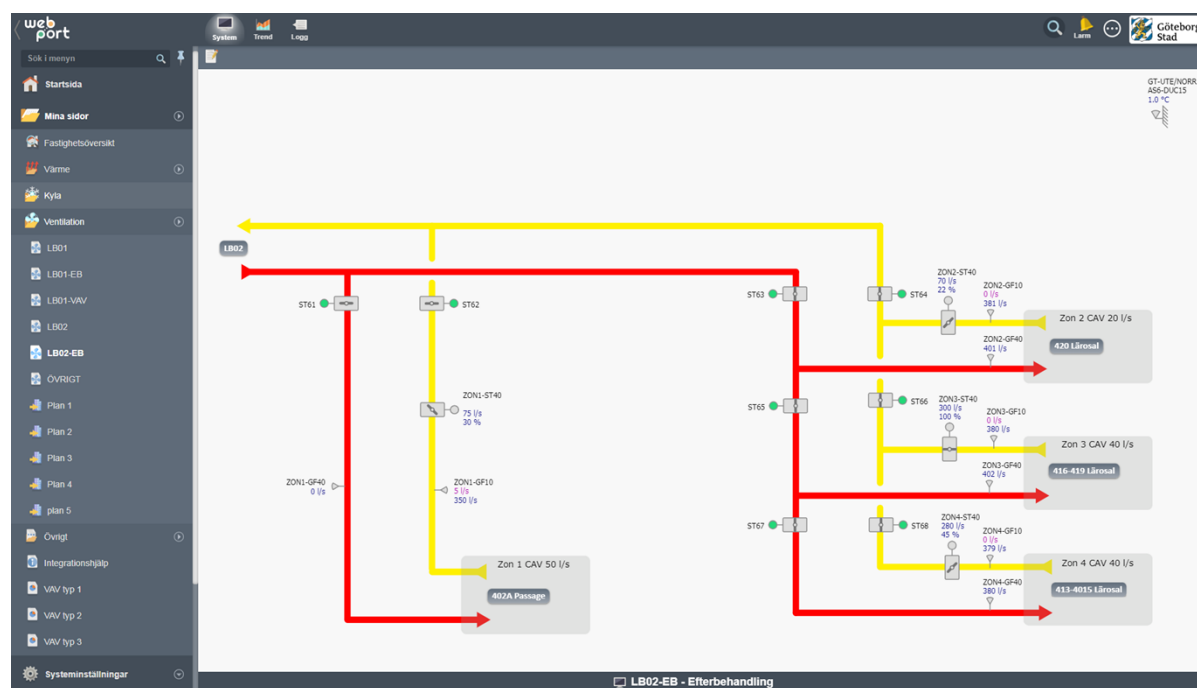 web
port
System
Trend
Logg
Larm
Göteborg
Stad
Sök i menyn
Startsida
Mina sidor
Fastighetsöversikt
Värme
Kyla
Ventilation
LB01
LB01-EB
LB01-VAV
LB02
LB02-EB
ÖVRIGT
Plan 1
Plan 2
Plan 3
Plan 4
plan 5
Övrigt
Integrationshjälp
VAV typ 1
VAV typ 2
VAV typ 3
Systeminställningar
GT-UTE/NORR
AS6-DUC15
1.0 °C
LB02
ST61
ST62
ST63
ST64
ZON2-ST40
70 l/s
22 %
ZON2-GF10
0 l/s
381 l/s
Zon 2 CAV 20 l/s
420 Lärosal
ZON2-GF40
401 l/s
ZON1-ST40
75 l/s
30 %
ST65
ST66
ZON3-ST40
300 l/s
100 %
ZON3-GF10
0 l/s
380 l/s
Zon 3 CAV 40 l/s
416-419 Lärosal
ZON3-GF40
402 l/s
ZON1-GF40
0 l/s
ZON1-GF10
5 l/s
350 l/s
ST67
ST68
ZON4-ST40
280 l/s
45 %
ZON4-GF10
0 l/s
379 l/s
Zon 4 CAV 40 l/s
413-4015 Lärosal
ZON4-GF40
380 l/s
Zon 1 CAV 50 l/s
402A Passage
LB02-EB - Efterbehandling